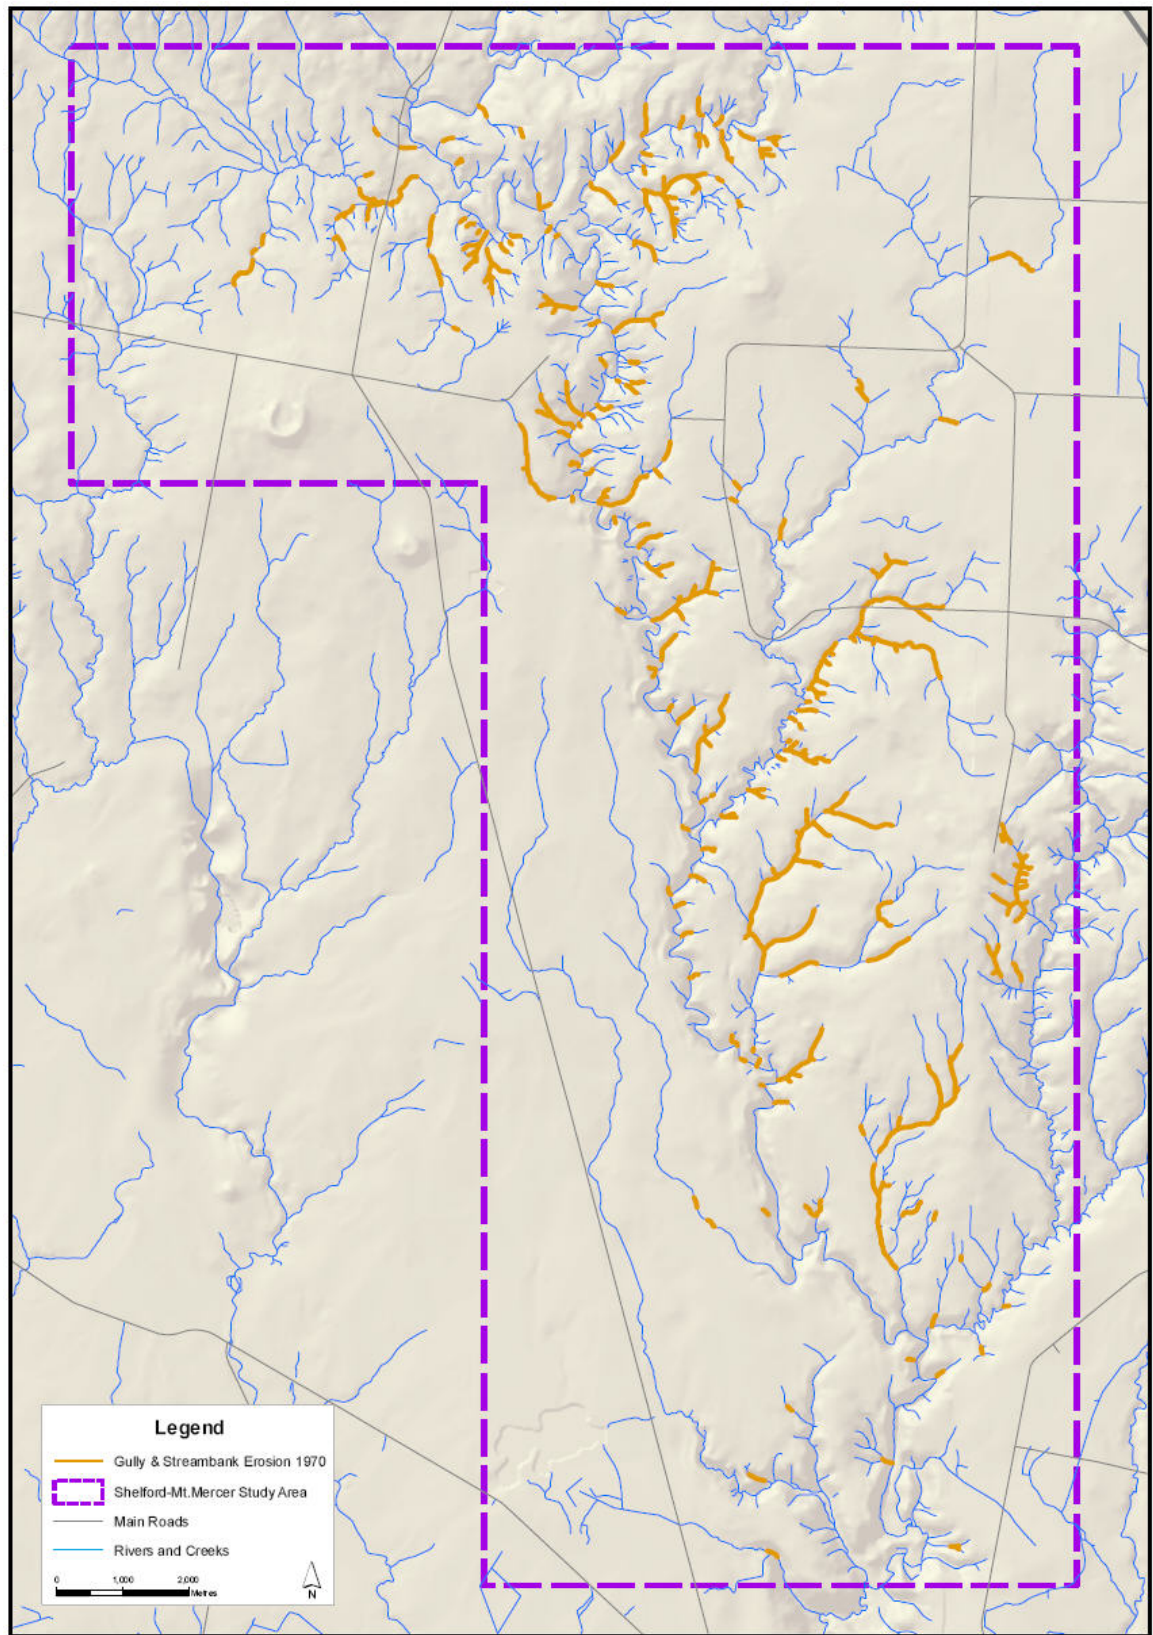 Legend
Gully & Streambank Erosion 1970
Shelford-Mt.Mercer Study Area
Main Roads
Rivers and Creeks
0 1,000 2,000
Metres
N